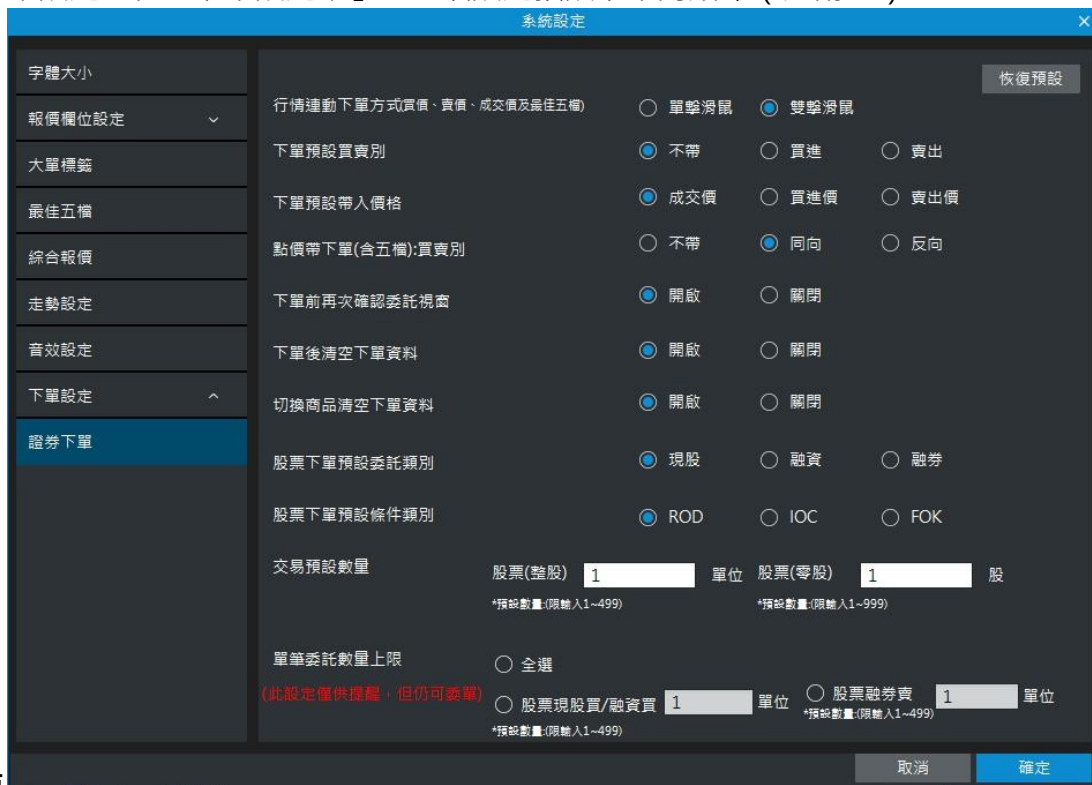 系統設定
字體大小
報價欄位設定
大單標籤
最佳五檔
綜合報價
走勢設定
音效設定
下單設定
證券下單
恢復預設
行情連動下單方式(買價、賣價、成交價及最佳五檔) 單擊滑鼠 雙擊滑鼠
下單預設買賣別 不帶 買進 賣出
下單預設帶入價格 成交價 買進價 賣出價
點價帶下單(含五檔):買賣別 不帶 同向 反向
下單前再次確認委託視窗 開啟 關閉
下單後清空下單資料 開啟 關閉
切換商品清空下單資料 開啟 關閉
股票下單預設委託類別 現股 融資 融券
股票下單預設條件類別 ROD IOC FOK
交易預設數量 股票(整股) 1 單位 股票(零股) 1 股
*預設數量:(限輸入1~499) *預設數量:(限輸入1~999)
單筆委託數量上限 全選
(此設定僅供提醒，但仍可委單) 股票現股買/融資買 1 單位 股票融券賣 1 單位
*預設數量:(限輸入1~499) *預設數量:(限輸入1~499)
取消 確定